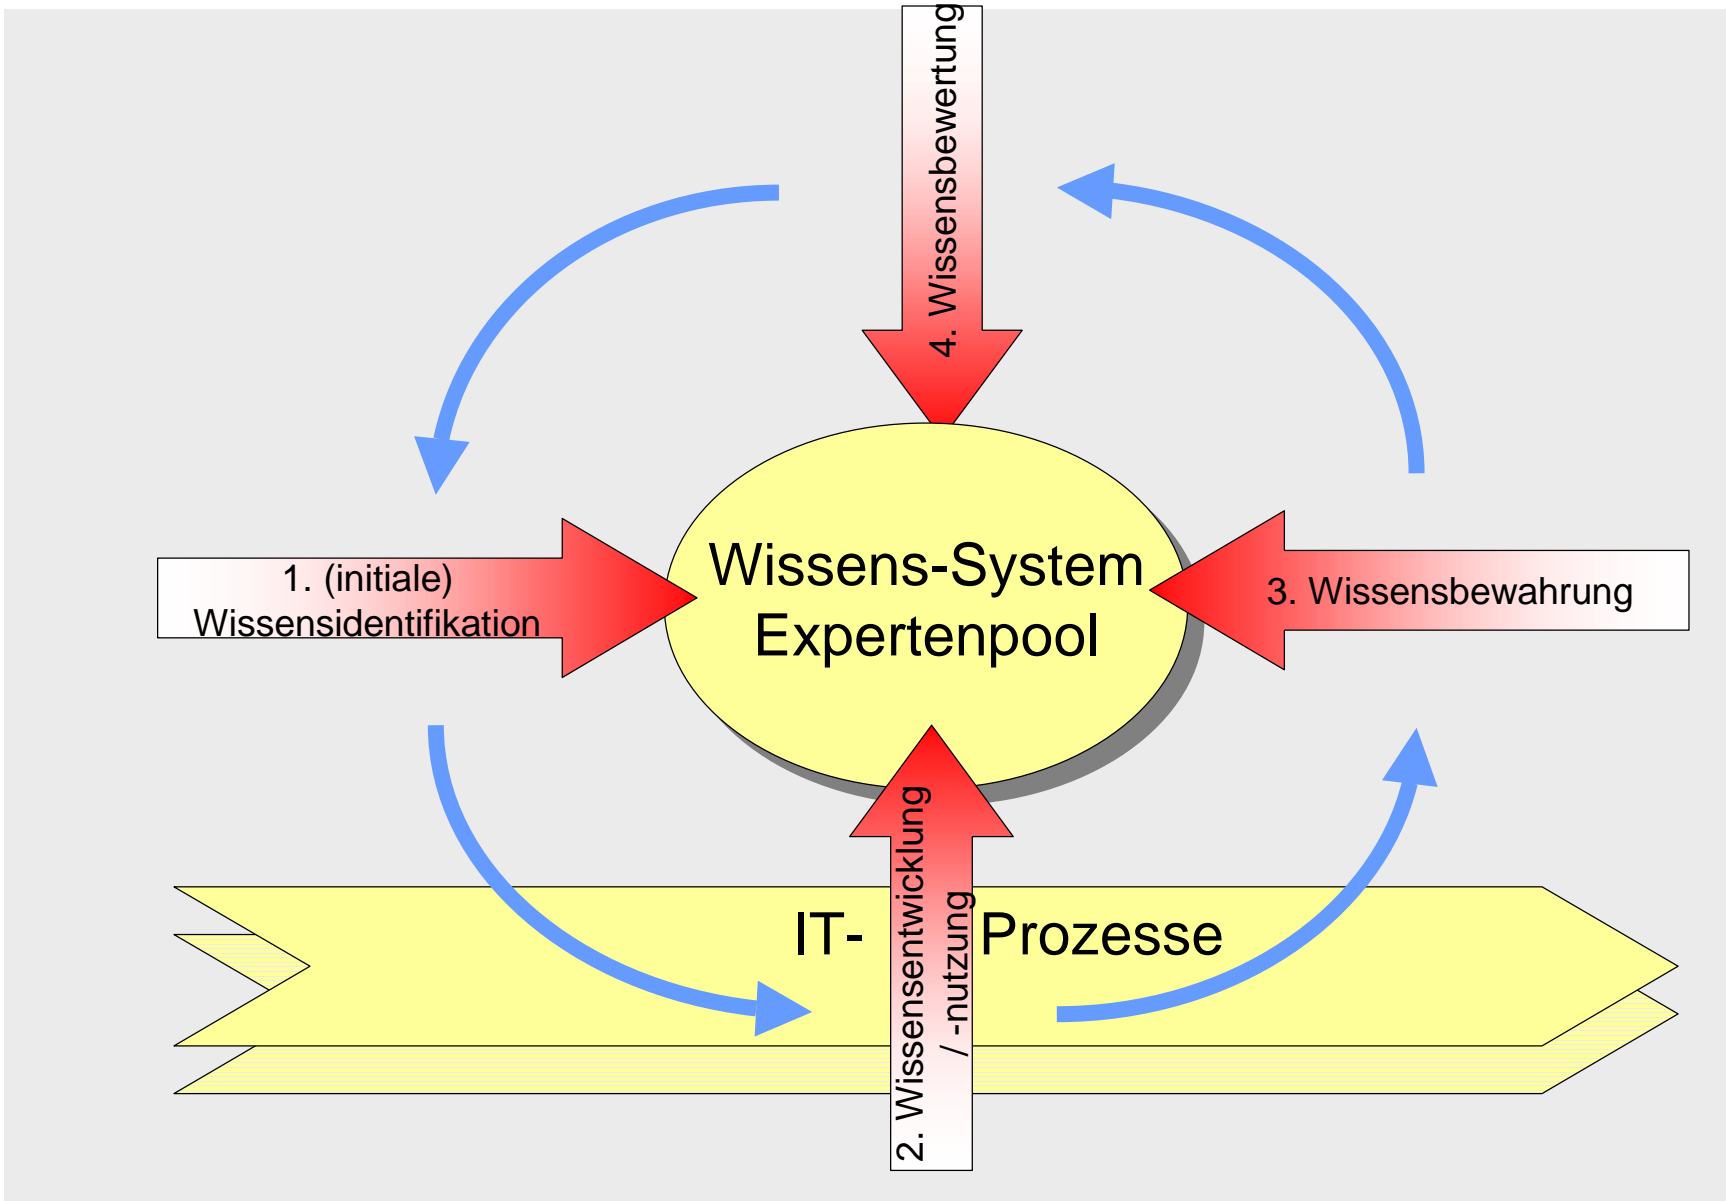 4. Wissensbewertung
1. (initiale)
Wissensidentifikation
Wissens-System
Expertenpool
3. Wissensbewahrung
2. Wissensentwicklung
/ -nutzung
IT- Prozesse